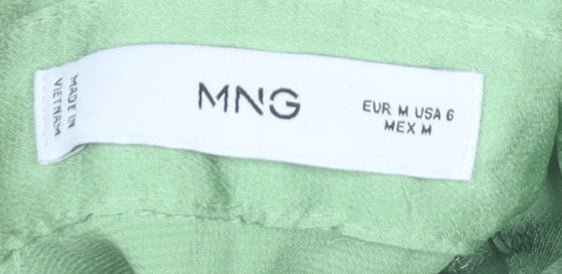 MADE IN
VIETNAM
MNG
EUR M USA 6
MEX M